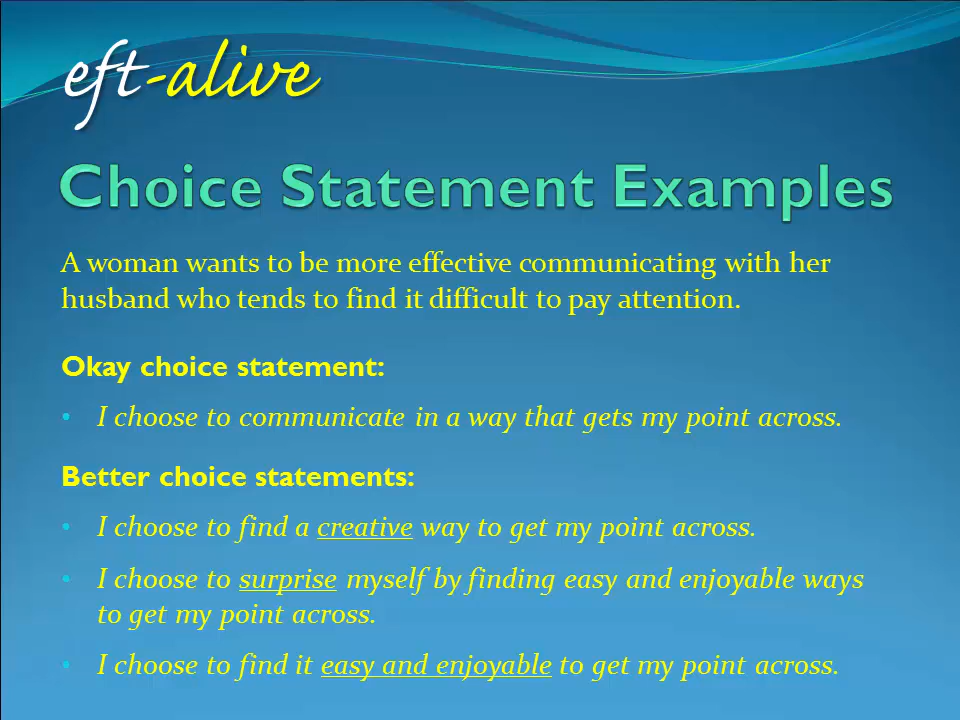 eft-alive
Choice Statement Examples
A woman wants to be more effective communicating with her
husband who tends to find it difficult to pay attention.
Okay choice statement:
• I choose to communicate in a way that gets my point across.
Better choice statements:
• I choose to find a creative way to get my point across.
• I choose to surprise myself by finding easy and enjoyable ways
to get my point across.
• I choose to find it easy and enjoyable to get my point across.